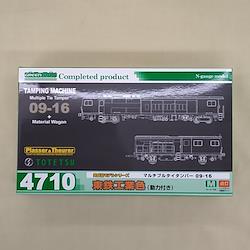 greenMax
Completed product
N-gauge model
TAMPING MACHINE
Multiple Tie Tamper
09-16
+
Material Wagon
Plasser & Theurer
TOTETSU
4710
マルチプルタイタンパー 09-16
東鉄工業色(動力付き)
M